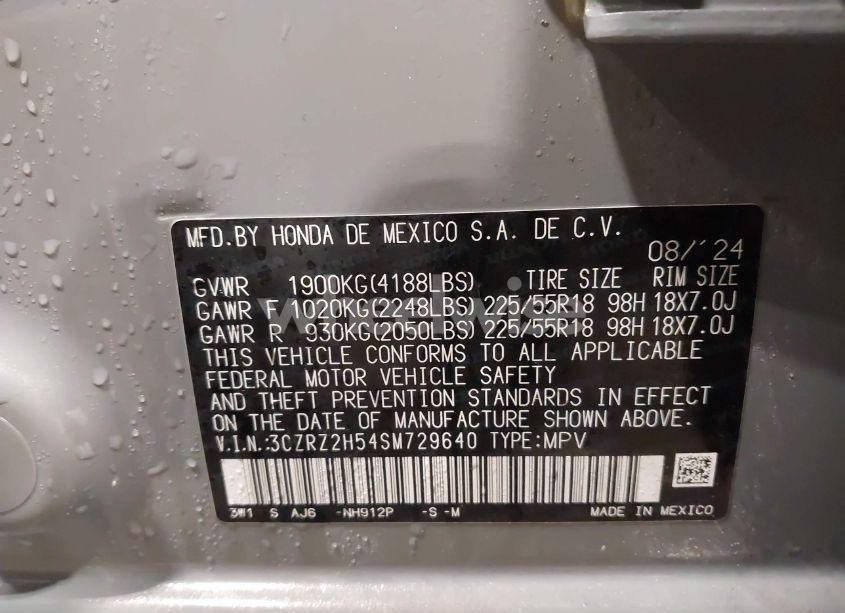 MFD.BY HONDA DE MEXICO S.A. DE C.V.
08/'24
GVWR 1900KG(4188LBS) TIRE SIZE RIM SIZE
GAWR F 1020KG(2248LBS) 225/55R18 98H 18X7.0J
GAWR R 930KG(2050LBS) 225/55R18 98H 18X7.0J
THIS VEHICLE CONFORMS TO ALL APPLICABLE
FEDERAL MOTOR VEHICLE SAFETY
AND THEFT PREVENTION STANDARDS IN EFFECT
ON THE DATE OF MANUFACTURE SHOWN ABOVE.
V.I.N.:3CZRZ2H54SM729640 TYPE:MPV
3W1 S AJ6 -NH912P -S -M MADE IN MEXICO